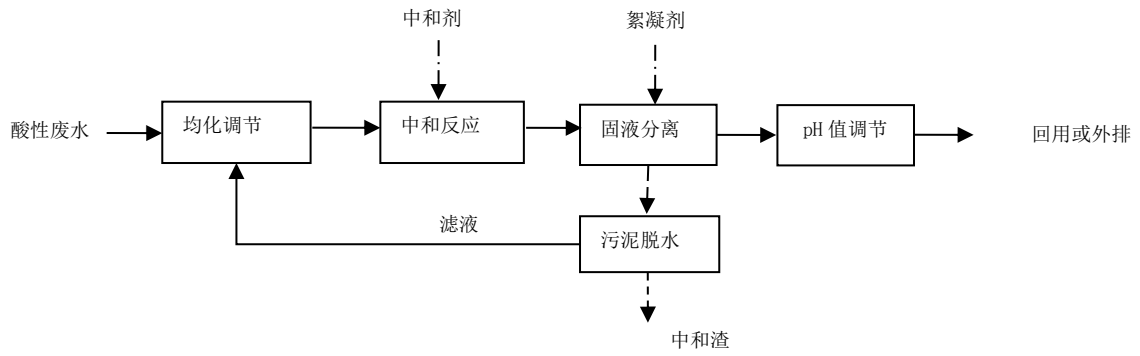 中和剂
絮凝剂
酸性废水
均化调节
中和反应
固液分离
pH 值调节
回用或外排
滤液
污泥脱水
中和渣